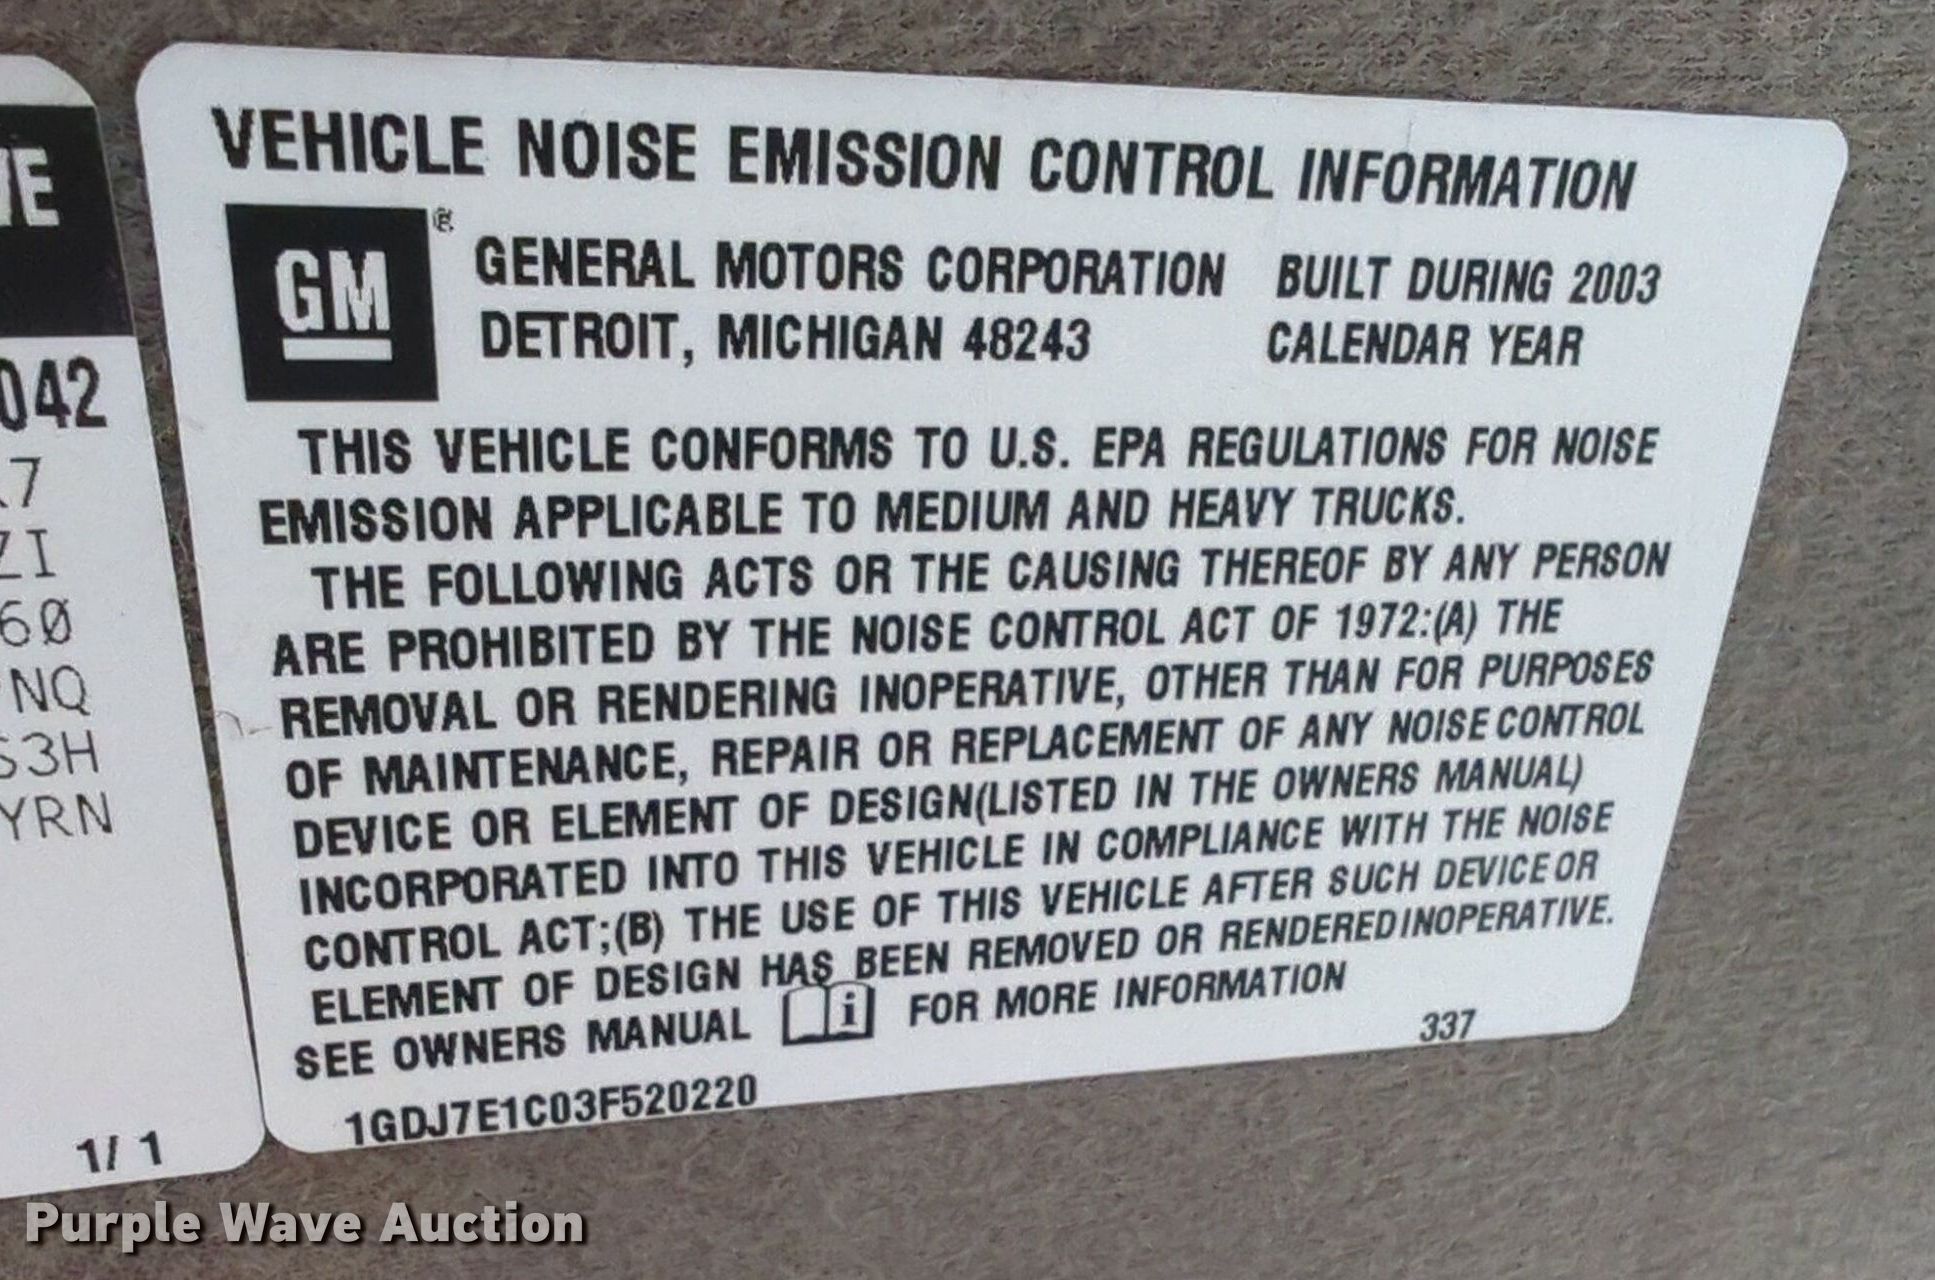 VEHICLE NOISE EMISSION CONTROL INFORMATION
GM ®
GENERAL MOTORS CORPORATION BUILT DURING 2003
DETROIT, MICHIGAN 48243 CALENDAR YEAR
THIS VEHICLE CONFORMS TO U.S. EPA REGULATIONS FOR NOISE
EMISSION APPLICABLE TO MEDIUM AND HEAVY TRUCKS.
THE FOLLOWING ACTS OR THE CAUSING THEREOF BY ANY PERSON
ARE PROHIBITED BY THE NOISE CONTROL ACT OF 1972:(A) THE
REMOVAL OR RENDERING INOPERATIVE, OTHER THAN FOR PURPOSES
OF MAINTENANCE, REPAIR OR REPLACEMENT OF ANY NOISE CONTROL
DEVICE OR ELEMENT OF DESIGN(LISTED IN THE OWNERS MANUAL)
INCORPORATED INTO THIS VEHICLE IN COMPLIANCE WITH THE NOISE
CONTROL ACT;(B) THE USE OF THIS VEHICLE AFTER SUCH DEVICE OR
ELEMENT OF DESIGN HAS BEEN REMOVED OR RENDERED INOPERATIVE.
SEE OWNERS MANUAL i FOR MORE INFORMATION
337
1GDJ7E1C03F520220
042
7
ZI
60
NQ
S3H
YRN
1/ 1
Purple Wave Auction